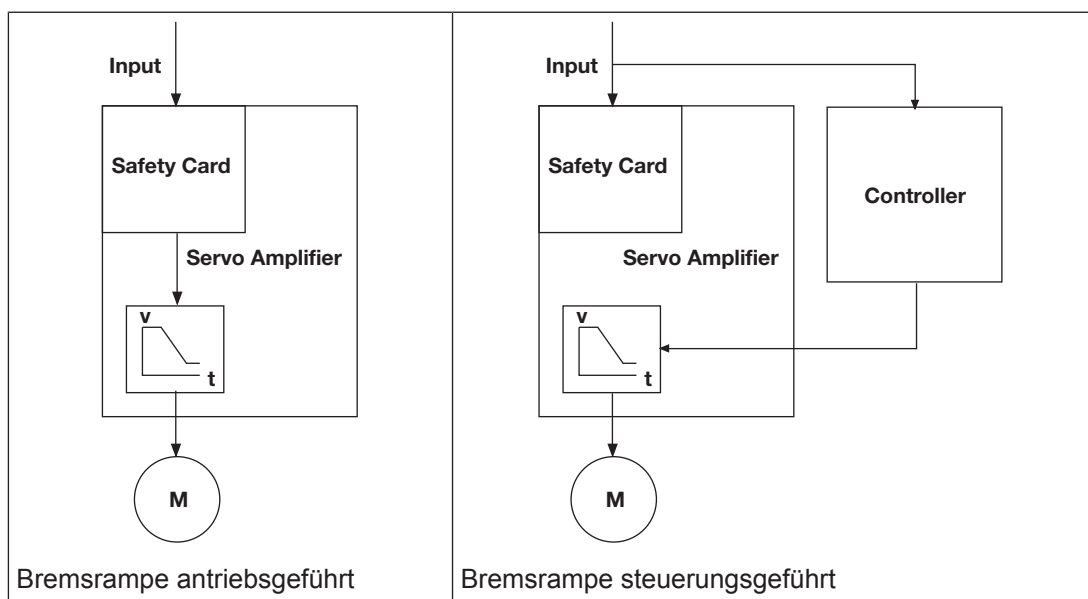 Input
Safety Card
Servo Amplifier
v
t
M
Bremsrampe antriebsgeführt
Input
Safety Card
Controller
Servo Amplifier
v
t
M
Bremsrampe steuerungsgeführt